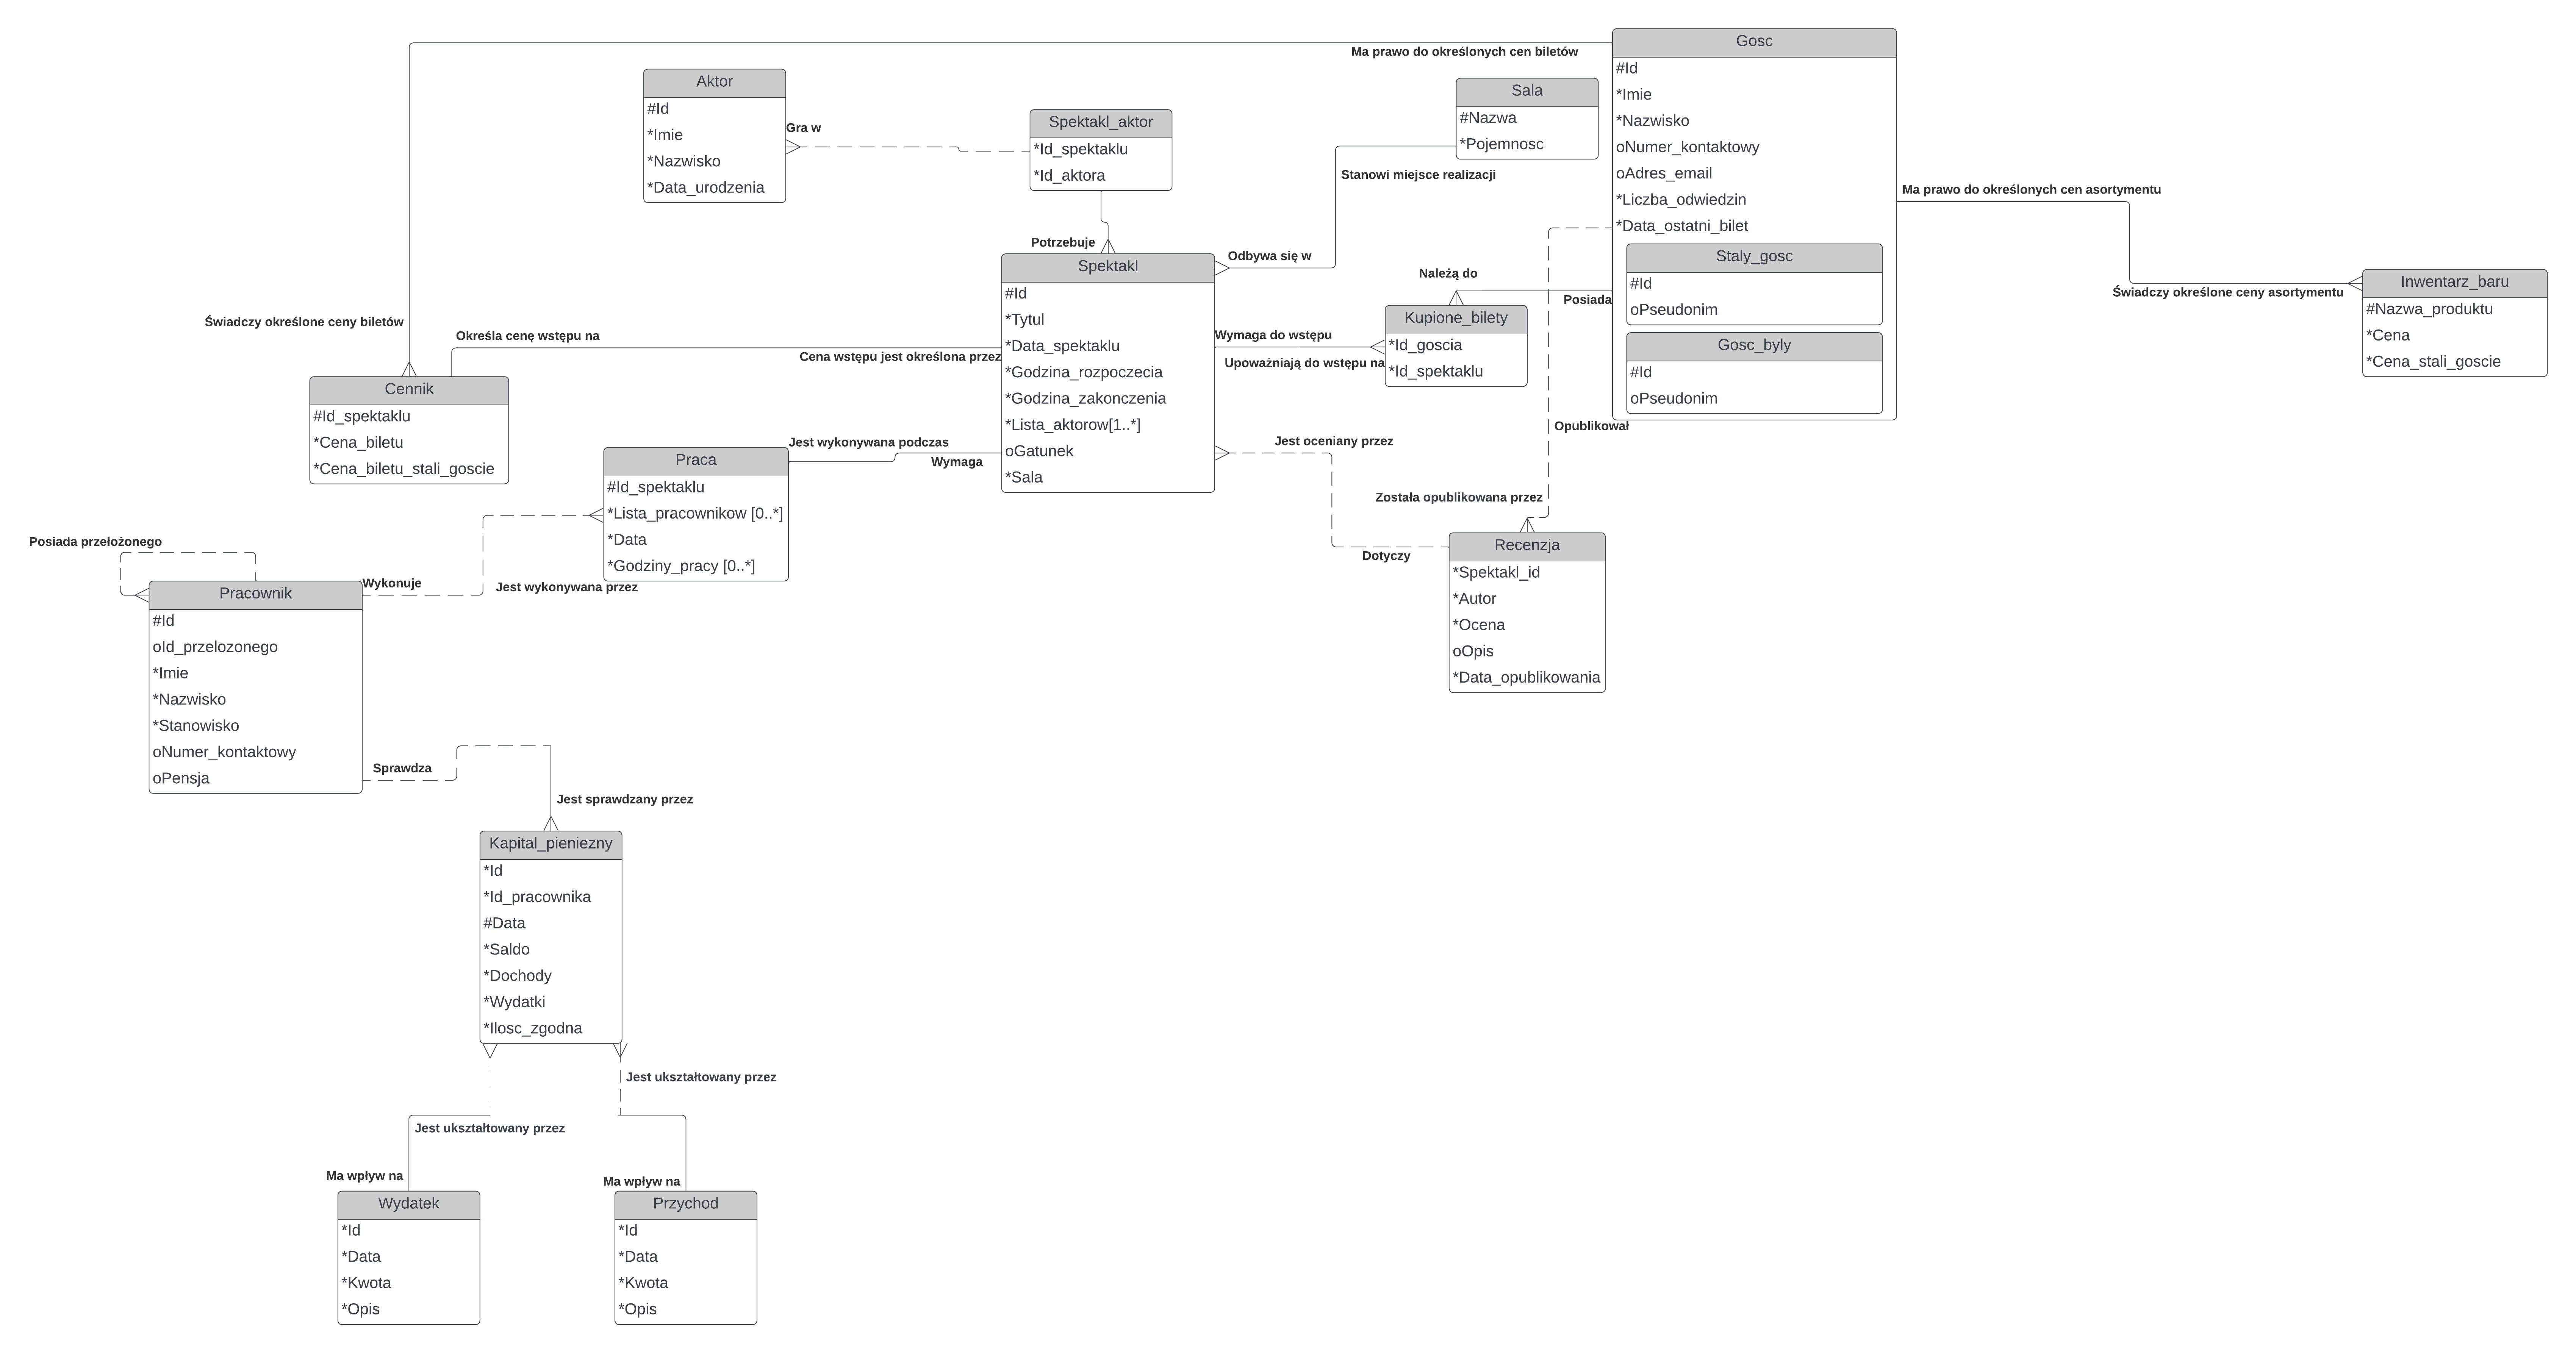 Ma prawo do określonych cen biletów
Gosc
#Id
*Imie
*Nazwisko
oNumer_kontaktowy
oAdres_email
*Liczba_odwiedzin
*Data_ostatni_bilet
Staly_gosc
#Id
oPseudonim
Gosc_byly
#Id
oPseudonim
Aktor
#Id
*Imie
*Nazwisko
*Data_urodzenia
Gra w
Spektakl_aktor
*Id_spektaklu
*Id_aktora
Potrzebuje
Sala
#Nazwa
*Pojemnosc
Stanowi miejsce realizacji
Odbywa się w
Ma prawo do określonych cen asortymentu
Świadczy określone ceny asortymentu
Inwentarz_baru
#Nazwa_produktu
*Cena
*Cena_stali_goscie
Spektakl
#Id
*Tytul
*Data_spektaklu
*Godzina_rozpoczecia
*Godzina_zakonczenia
*Lista_aktorow[1..*]
oGatunek
*Sala
Należą do
Posiada
Kupione_bilety
*Id_goscia
*Id_spektaklu
Wymaga do wstępu
Upoważniają do wstępu na
Świadczy określone ceny biletów
Określa cenę wstępu na
Cena wstępu jest określona przez
Cennik
#Id_spektaklu
*Cena_biletu
*Cena_biletu_stali_goscie
Jest wykonywana podczas
Wymaga
Praca
#Id_spektaklu
*Lista_pracownikow [0..*]
*Data
*Godziny_pracy [0..*]
Jest oceniany przez
Opublikował
Została opublikowana przez
Dotyczy
Recenzja
*Spektakl_id
*Autor
*Ocena
oOpis
*Data_opublikowania
Posiada przełożonego
Wykonuje
Jest wykonywana przez
Pracownik
#Id
oId_przelozonego
*Imie
*Nazwisko
*Stanowisko
oNumer_kontaktowy
oPensja
Sprawdza
Jest sprawdzany przez
Kapital_pieniezny
*Id
*Id_pracownika
#Data
*Saldo
*Dochody
*Wydatki
*Ilosc_zgodna
Jest ukształtowany przez
Jest ukształtowany przez
Ma wpływ na
Ma wpływ na
Wydatek
*Id
*Data
*Kwota
*Opis
Przychod
*Id
*Data
*Kwota
*Opis